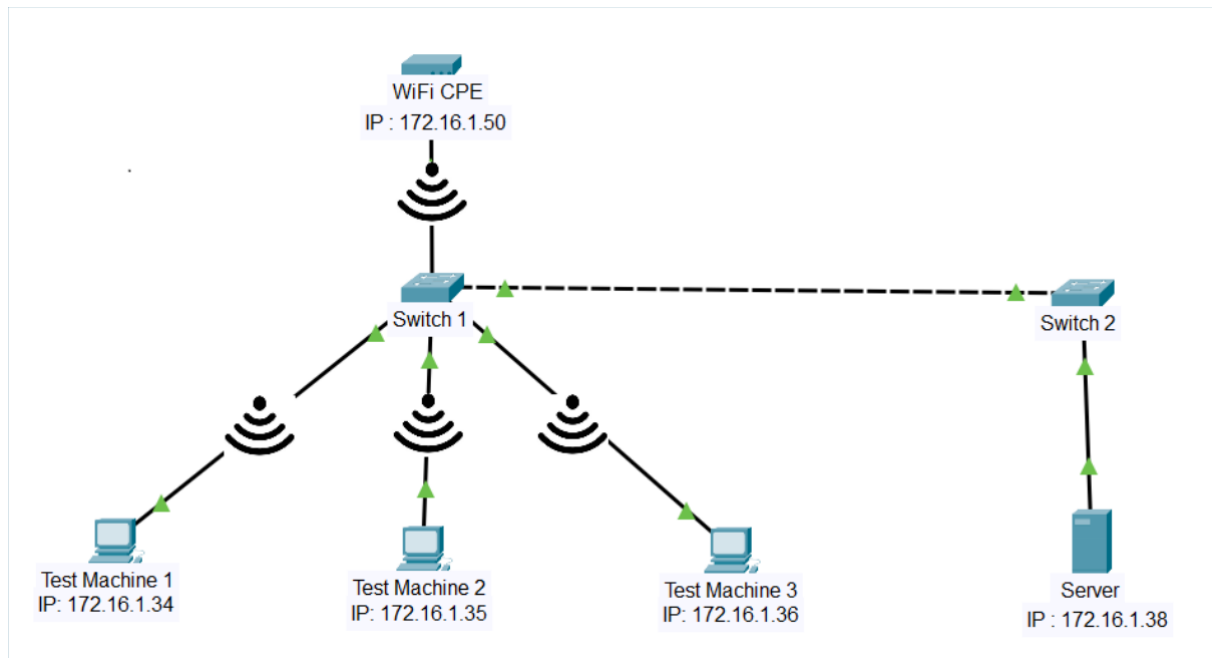 WiFi CPE
IP : 172.16.1.50
Switch 1
Switch 2
Test Machine 1
IP: 172.16.1.34
Test Machine 2
IP: 172.16.1.35
Test Machine 3
IP: 172.16.1.36
Server
IP : 172.16.1.38